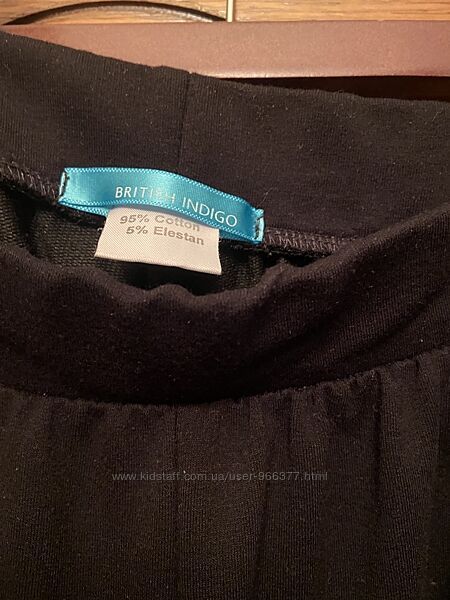 BRITISH INDIGO
95% Cotton
5% Elestan
www.kidstaff.com.ua/user-966377.html